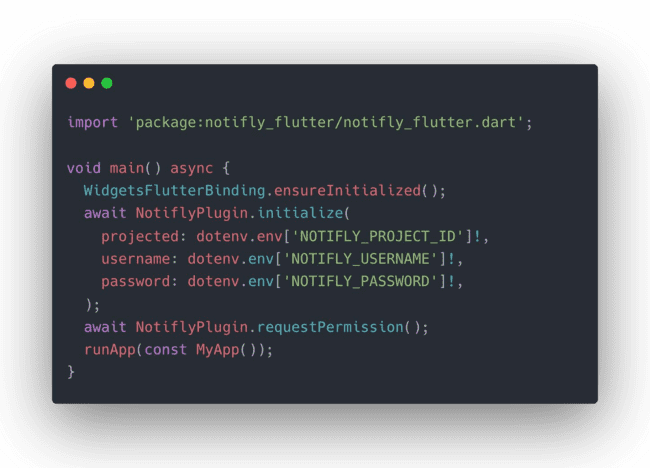 import 'package:notifly_flutter/notifly_flutter.dart';
void main() async {
  WidgetsFlutterBinding.ensureInitialized();
  await NotiflyPlugin.initialize(
    projected: dotenv.env['NOTIFLY_PROJECT_ID']!,
    username: dotenv.env['NOTIFLY_USERNAME']!,
    password: dotenv.env['NOTIFLY_PASSWORD']!,
  );
  await NotiflyPlugin.requestPermission();
  runApp(const MyApp());
}